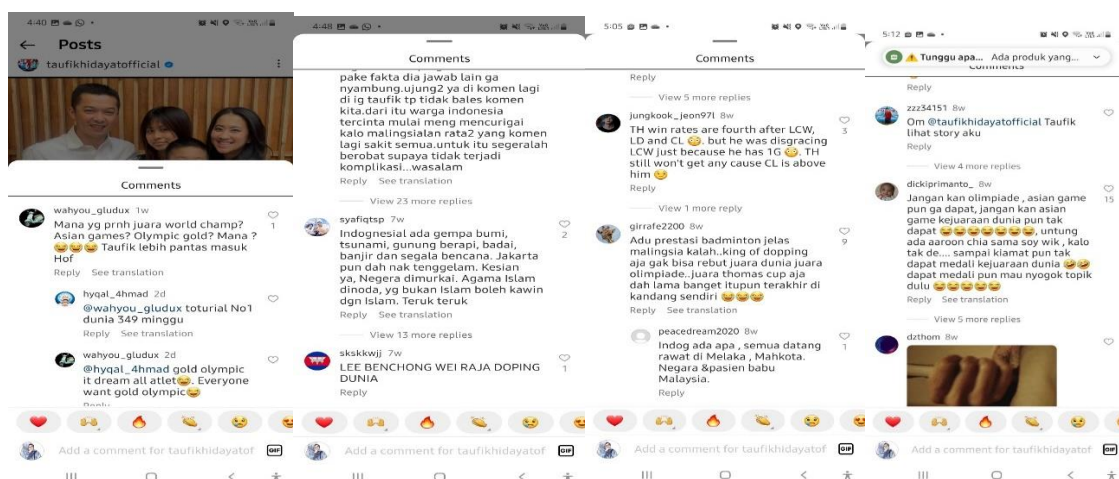 4:40
Posts
taufikhidayatofficial
Comments
wahyou_gludux 1w
Mana yg prnh juara world champ?
Asian games? Olympic gold? Mana ?
😂😂😂 Taufik lebih pantas masuk
Hof
1
Reply See translation
hyqal_4hmad 2d
@wahyou_gludux toturial No'1
dunia 349 minggu
Reply See translation
wahyou_gludux 2d
@hyqal_4hmad gold olympic
it dream all atlet😂. Everyone
want gold olympic😂
Add a comment for taufikhidayatof
GIF
4:48
Comments
pake fakta dia jawab lain ga
nyambung.ujung2 ya di komen lagi
di ig taufik tp tidak bales komen
kita.dari itu warga indonesia
tercinta mulai meng mencurigai
kalo malingsialan rata2 yang komen
lagi sakit semua.untuk itu segeralah
berobat supaya tidak terjadi
komplikasi...wasalam
Reply See translation
View 23 more replies
syafiqtsp 7w
Indognesial ada gempa bumi,
tsunami, gunung berapi, badai,
banjir dan segala bencana. Jakarta
pun dah nak tenggelam. Kesian
ya, Negera dimurkai. Agama Islam
dinoda, yg bukan Islam boleh kawin
dgn Islam. Teruk teruk
2
View 13 more replies
skskkwjj 7w
LEE BENCHONG WEI RAJA DOPING
DUNIA
1
Reply
Add a comment for taufikhidayatof
GIF
5:05
Comments
Reply
View 5 more replies
jungkook_jeon97l 8w
TH win rates are fourth after LCW,
LD and CL 😳. but he was disgracing
LCW just because he has 1G 😳. TH
still won't get any cause CL is above
him 😏
3
Reply
View 1 more reply
girrafe2200 8w
Adu prestasi badminton jelas
malingsia kalah..king of dopping
aja gak bisa rebut juara dunia juara
olimpiade..juara thomas cup aja
dah lama banget itupun terakhir di
kandang sendiri 😂😂😂
9
Reply See translation
peacedream2020 8w
Indog ada apa , semua datang
rawat di Melaka , Mahkota.
Negara &pasien babu
Malaysia.
1
Reply
Add a comment for taufikhidayatof
GIF
5:12
Tunggu apa... Ada produk yang...
Comments
Reply
zzz34151 8w
Om @taufikhidayatofficial Taufik
lihat story aku
Reply
View 4 more replies
dickiprimanto_ 8w
Jangan kan olimpiade , asian game
pun ga dapat, jangan kan asian
game kejuaraan dunia pun tak
dapat 😂😂😂😂😂😂😂, untung
ada aaroon chia sama soy wik , kalo
tak de.... sampai kiamat pun tak
dapat medali kejuaraan dunia 🤣🤣
dapat medali pun mau nyogok topik
dulu 😂😂😂😂😂
15
Reply See translation
View 5 more replies
dzthom 8w
Add a comment for taufikhidayatof
GIF